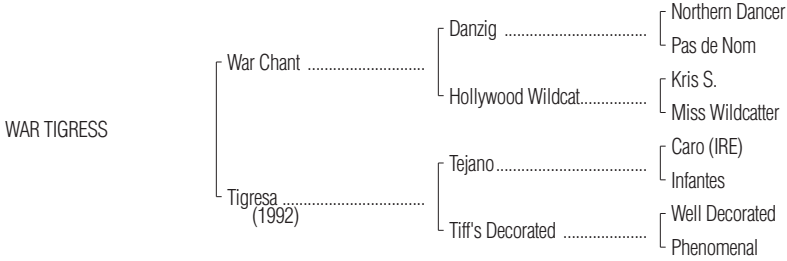 Northern Dancer
Danzig ..................................
Pas de Nom
War Chant ............................
Kris S.
Hollywood Wildcat................
Miss Wildcatter
WAR TIGRESS
Caro (IRE)
Tejano....................................
Infantes
Tigresa ..................................
(1992)
Well Decorated
Tiff's Decorated ....................
Phenomenal